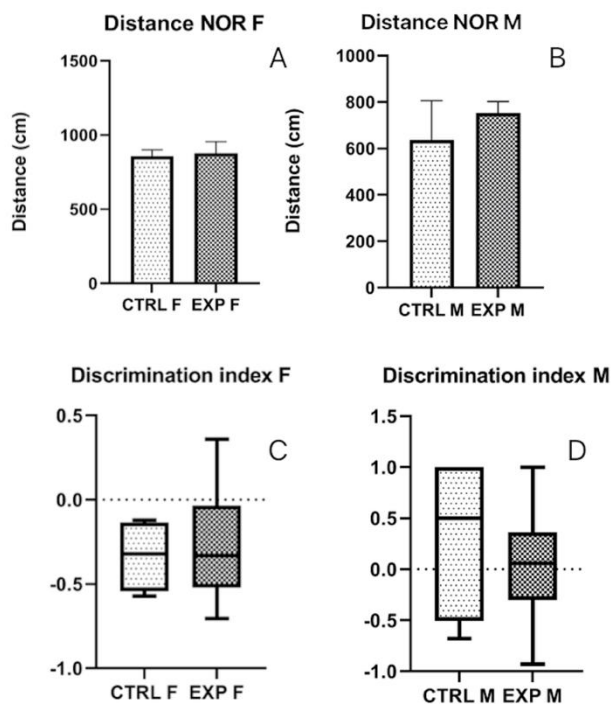 Distance NOR F
A
1500
1000
500
0
Distance (cm)
CTRL F EXP F
Distance NOR M
B
1000
800
600
400
200
0
Distance (cm)
CTRL M EXP M
Discrimination index F
C
0.5
0.0
-0.5
-1.0
CTRL F EXP F
Discrimination index M
D
1.5
1.0
0.5
0.0
-0.5
-1.0
CTRL M EXP M